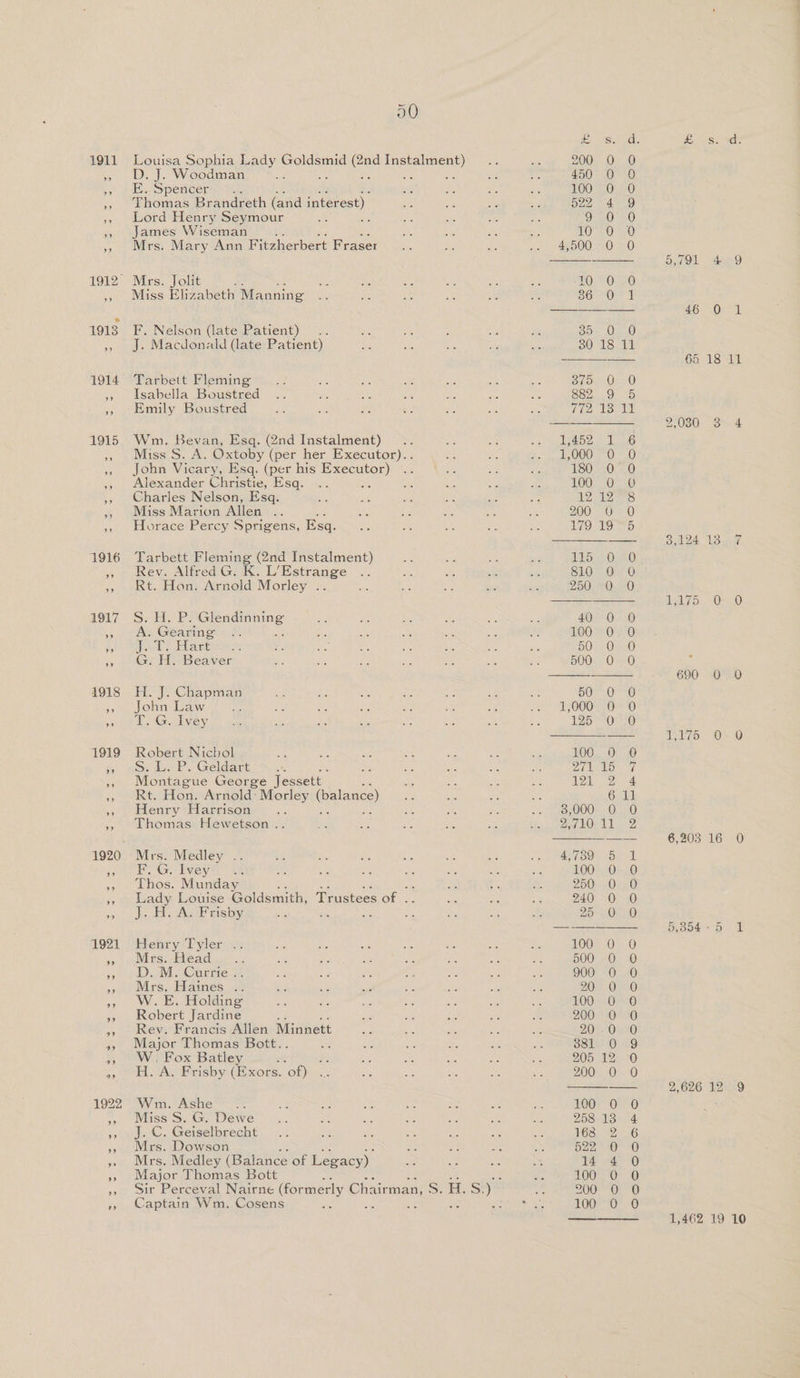 50
£ s. d. £ s. d.
1911 Louisa Sophia Lady Goldsmid (2nd Instalment) .. .. 200 0 0
,, D. J. Woodman .. .. .. .. .. .. 450 0 0
,, E. Spencer .. .. .. .. .. .. 100 0 0
,, Thomas Brandreth (and interest) .. .. .. .. 522 4 9
,, Lord Henry Seymour .. .. .. .. .. .. 9 0 0
,, James Wiseman .. .. .. .. .. .. 10 0 0
,, Mrs. Mary Ann Fitzherbert Fraser .. .. .. .. 4,500 0 0
5,791 4 9
1912 Mrs. Jolit .. .. .. .. .. .. 10 0 0
,, Miss Elizabeth Manning .. .. .. .. .. .. 36 0 1
46 0 1
1913 F. Nelson (late Patient) .. .. .. .. .. .. 35 0 0
,, J. Macdonald (late Patient) .. .. .. .. .. 30 18 11
65 18 11
1914 Tarbett Fleming .. .. .. .. .. .. 375 0 0
,, Isabella Boustred .. .. .. .. .. .. 882 9 5
,, Emily Boustred .. .. .. .. .. .. 772 13 11
2,030 3 4
1915 Wm. Bevan, Esq. (2nd Instalment) .. .. .. .. 1,452 1 6
,, Miss S. A. Oxtoby (per her Executor).. .. .. .. 1,000 0 0
,, John Vicary, Esq. (per his Executor) .. .. .. .. 180 0 0
,, Alexander Christie, Esq. .. .. .. .. .. 100 0 0
,, Charles Nelson, Esq. .. .. .. .. .. .. 12 12 8
,, Miss Marion Allen .. .. .. .. .. .. 200 0 0
,, Horace Percy Sprigens, Esq. .. .. .. .. .. 179 19 5
3,124 13 7
1916 Tarbett Fleming (2nd Instalment) .. .. .. .. 115 0 0
,, Rev. Alfred G. K. L'Estrange .. .. .. .. .. 810 0 0
,, Rt. Hon. Arnold Morley .. .. .. .. .. .. 250 0 0
1,175 0 0
1917 S. H. P. Glendinning .. .. .. .. .. .. 40 0 0
,, A. Gearing .. .. .. .. .. .. 100 0 0
,, J. T. Hart .. .. .. .. .. .. 50 0 0
,, G. H. Beaver .. .. .. .. .. .. 500 0 0
690 0 0
1918 H. J. Chapman .. .. .. .. .. .. 50 0 0
,, John Law .. .. .. .. .. .. 1,000 0 0
,, T. G. Ivey .. .. .. .. .. .. 125 0 0
1,175 0 0
1919 Robert Nichol .. .. .. .. .. .. 100 0 0
,, S. L. P. Geldart .. .. .. .. .. .. 271 15 7
,, Montague George Jessett .. .. .. .. .. 121 2 4
,, Rt. Hon. Arnold Morley (balance) .. .. .. .. 6 11
,, Henry Harrison .. .. .. .. .. .. 3,000 0 0
,, Thomas Hewetson .. .. .. .. .. .. 2,710 11 2
6,203 16 0
1920 Mrs. Medley .. .. .. .. .. .. 4,739 5 1
,, F. G. Ivey .. .. .. .. .. .. 100 0 0
,, Thos. Munday .. .. .. .. .. .. 250 0 0
,, Lady Louise Goldsmith, Trustees of .. .. .. .. 240 0 0
,, J. H. A. Frisby .. .. .. .. .. .. 25 0 0
5,354 5 1
1921 Henry Tyler .. .. .. .. .. .. 100 0 0
,, Mrs. Head .. .. .. .. .. .. 500 0 0
,, D. M. Currie .. .. .. .. .. .. 900 0 0
,, Mrs. Haines .. .. .. .. .. .. 20 0 0
,, W. E. Holding .. .. .. .. .. .. 100 0 0
,, Robert Jardine .. .. .. .. .. .. 200 0 0
,, Rev. Francis Allen Minnett .. .. .. .. .. 20 0 0
,, Major Thomas Bott.. .. .. .. .. .. 381 0 9
,, W. Fox Batley .. .. .. .. .. .. 205 12 0
,, H. A. Frisby (Exors. of) .. .. .. .. .. 200 0 0
2,626 12 9
1922 Wm. Ashe .. .. .. .. .. .. 100 0 0
,, Miss S. G. Dewe .. .. .. .. .. .. 258 13 4
,, J. C. Geiselbrecht .. .. .. .. .. .. 168 2 6
,, Mrs. Dowson .. .. .. .. .. .. 522 0 0
,, Mrs. Medley (Balance of Legacy) .. .. .. .. 14 4 0
,, Major Thomas Bott .. .. .. .. .. .. 100 0 0
,, Sir Perceval Nairne (formerly Chairman, S. H. S.) .. 200 0 0
,, Captain Wm. Cosens .. .. .. .. .. .. 100 0 0
1,462 19 10